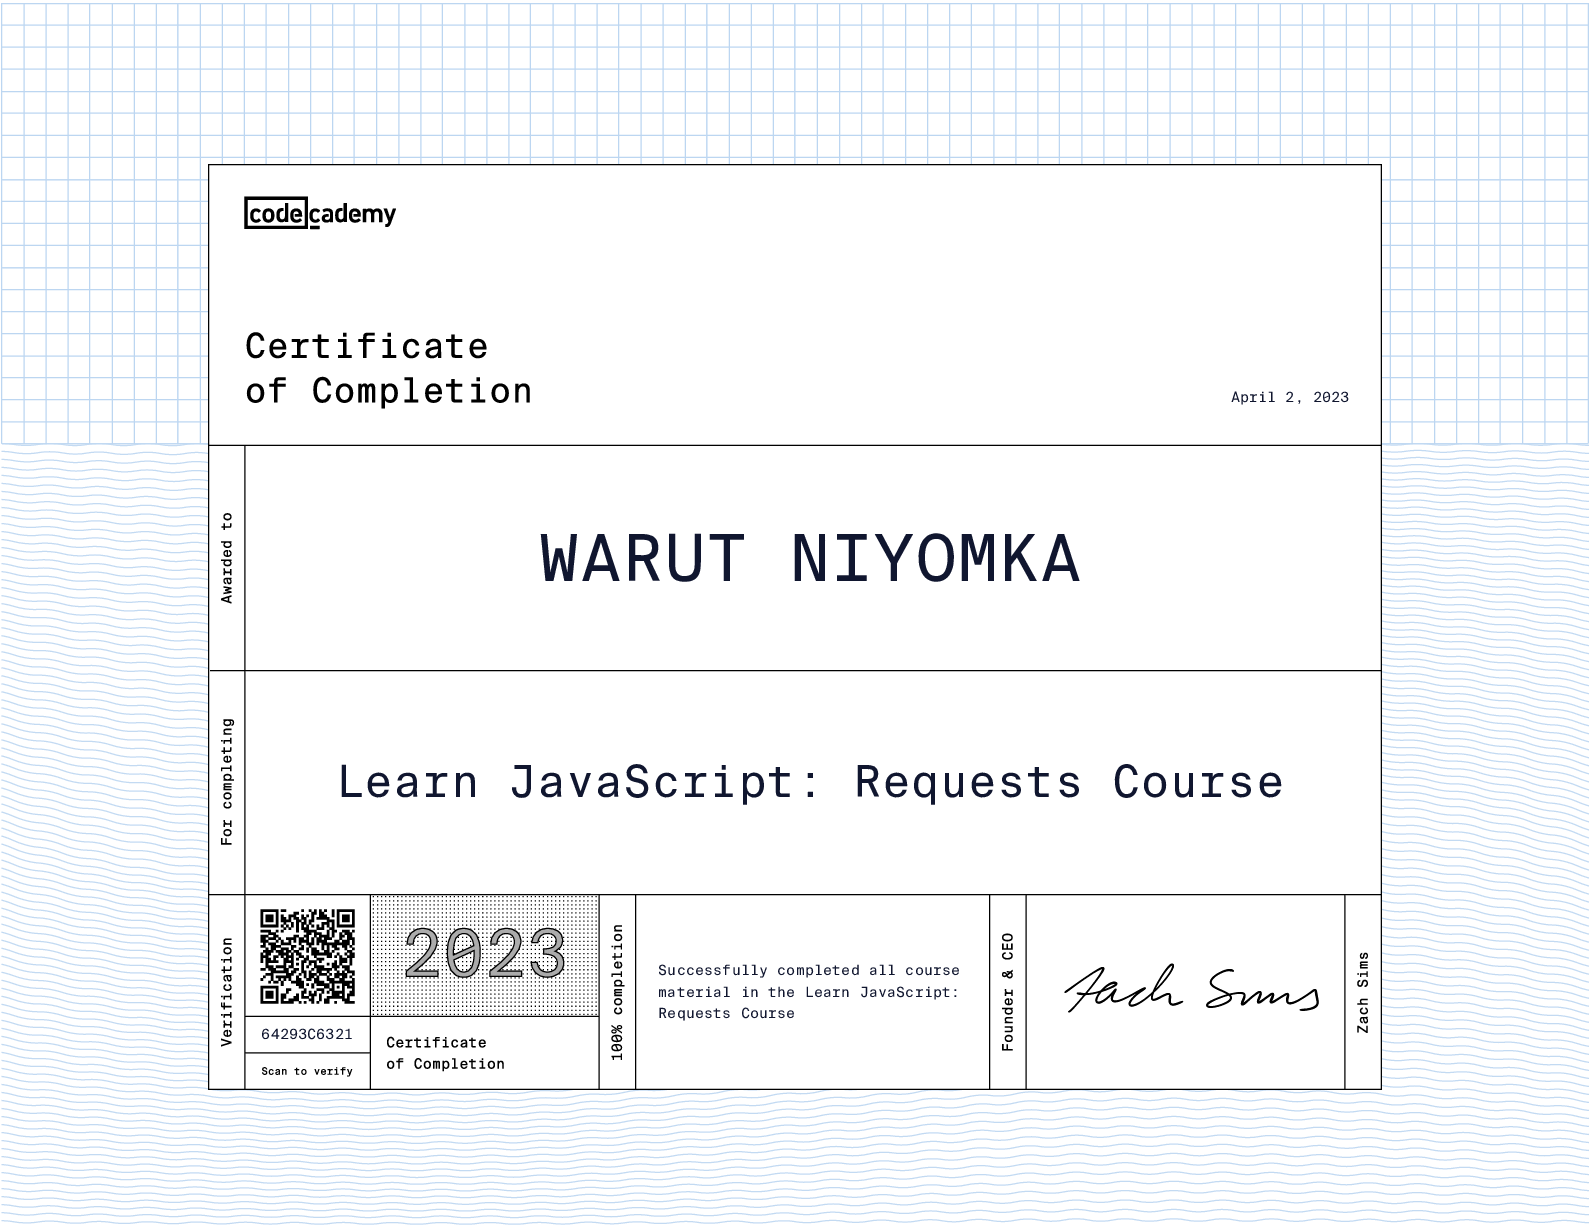 codecademy
Certificate
of Completion
April 2, 2023
Awarded to
WARUT NIYOMKA
For completing
Learn JavaScript: Requests Course
Verification
64293C6321
Scan to verify
2023
Certificate
of Completion
100% completion
Successfully completed all course
material in the Learn JavaScript:
Requests Course
Founder & CEO
Zach Sims
Zach Sims